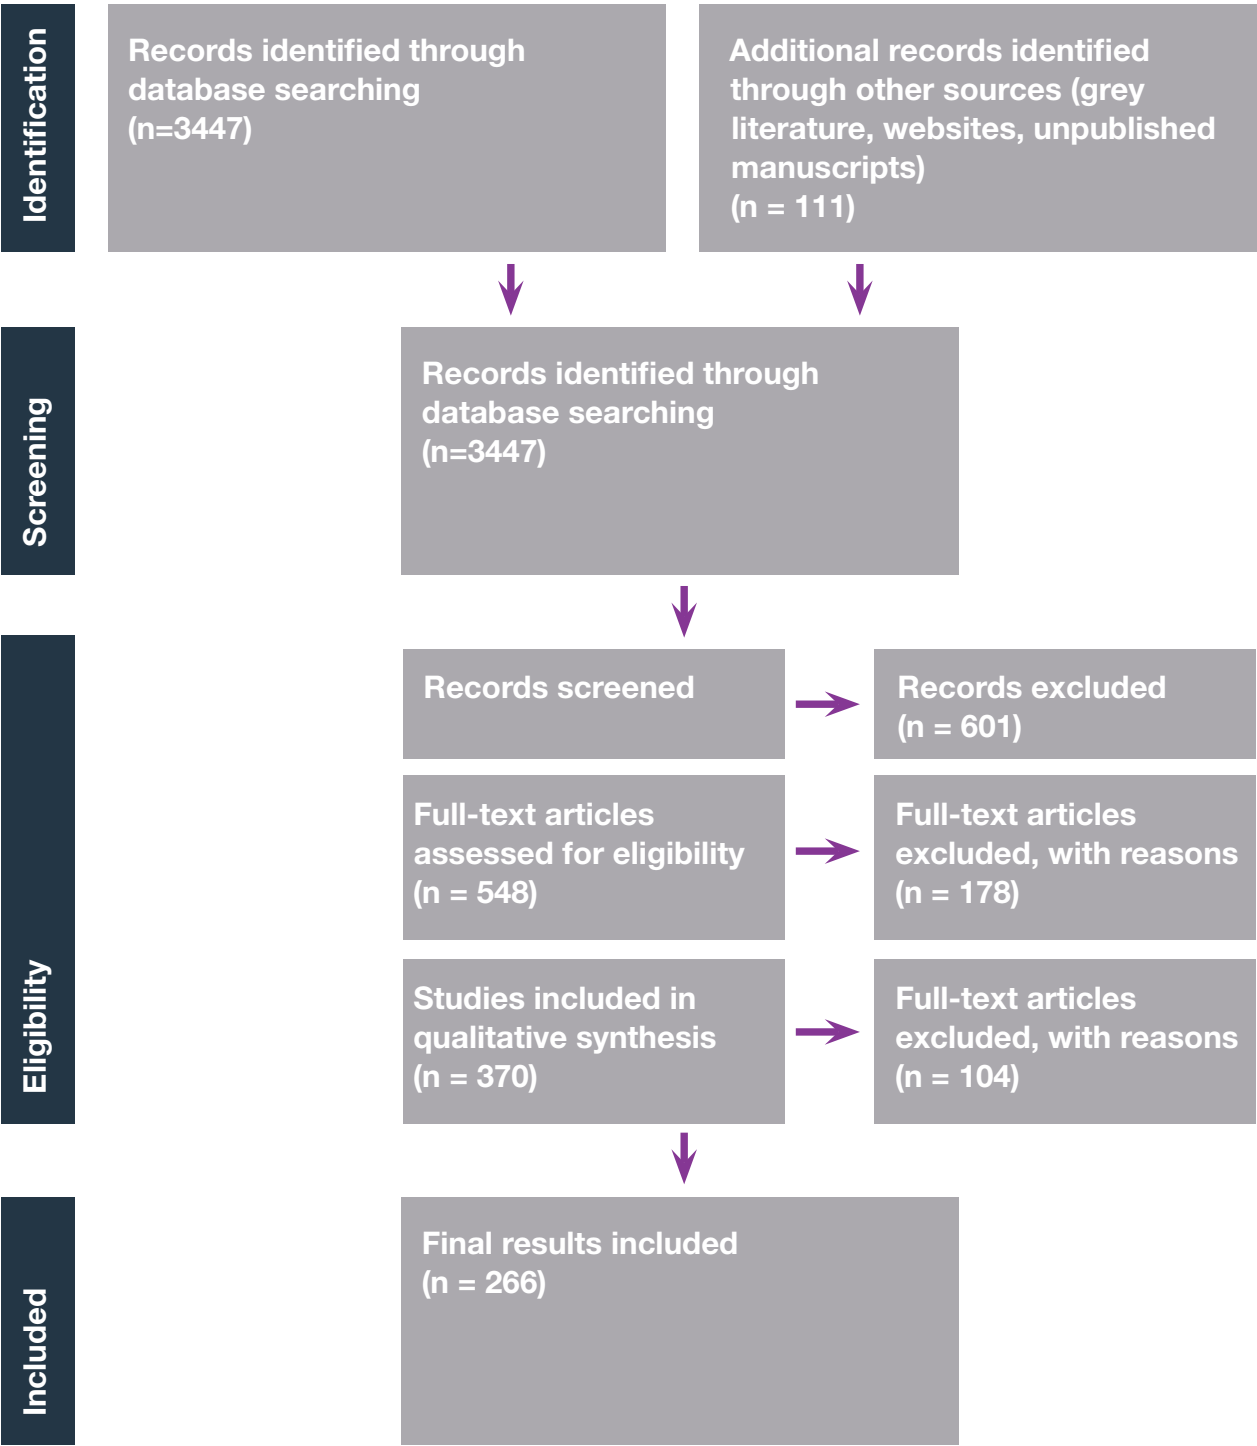 Identification
Records identified through
database searching
(n=3447)
Additional records identified
through other sources (grey
literature, websites, unpublished
manuscripts)
(n = 111)
Screening
Records identified through
database searching
(n=3447)
Eligibility
Records screened
Records excluded
(n = 601)
Full-text articles
assessed for eligibility
(n = 548)
Full-text articles
excluded, with reasons
(n = 178)
Studies included in
qualitative synthesis
(n = 370)
Full-text articles
excluded, with reasons
(n = 104)
Included
Final results included
(n = 266)